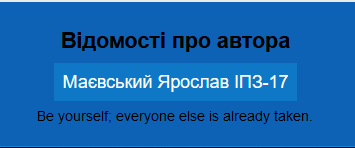 Відомості про автора
Маєвський Ярослав ІПЗ-17
Be yourself; everyone else is already taken.